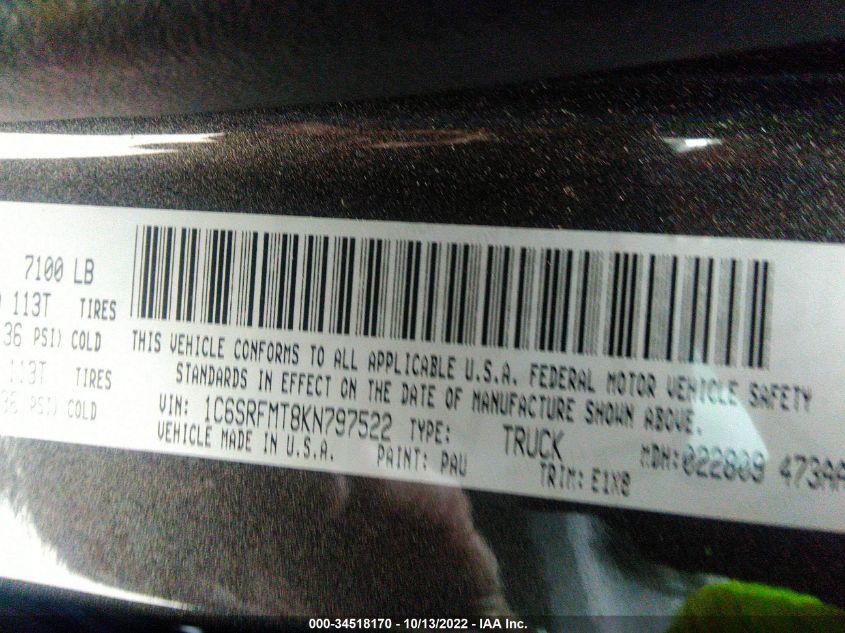 7100 LB
113T TIRES
36 PSI) COLD
113T TIRES
36 PSI) COLD
THIS VEHICLE CONFORMS TO ALL APPLICABLE U.S.A. FEDERAL MOTOR VEHICLE SAFETY
STANDARDS IN EFFECT ON THE DATE OF MANUFACTURE SHOWN ABOVE.
VIN: 1C6SRFMT8KN797522 TYPE: TRUCK MDH: 022809 473AA
VEHICLE MADE IN U.S.A. PAINT: PAU TRIM: E1X8
000-34518170 - 10/13/2022 - IAA Inc.